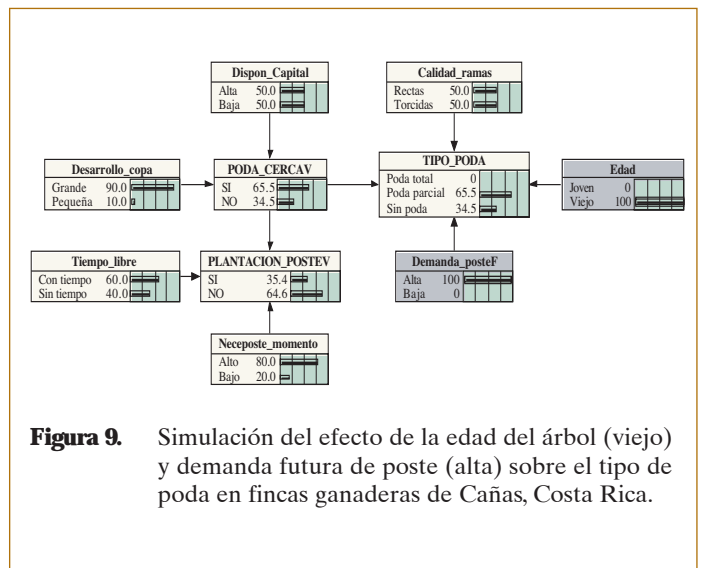 Dispon_Capital
Alta 50.0
Baja 50.0
Calidad_ramas
Rectas 50.0
Torcidas 50.0
Desarrollo_copa
Grande 90.0
Pequeña 10.0
PODA_CERCAV
SI 65.5
NO 34.5
TIPO_PODA
Poda total 0
Poda parcial 65.5
Sin poda 34.5
Edad
Joven 0
Viejo 100
Tiempo_libre
Con tiempo 60.0
Sin tiempo 40.0
PLANTACION_POSTEV
SI 35.4
NO 64.6
Demanda_posteF
Alta 100
Baja 0
Neceposte_momento
Alto 80.0
Bajo 20.0
Figura 9. Simulación del efecto de la edad del árbol (viejo)
y demanda futura de poste (alta) sobre el tipo de
poda en fincas ganaderas de Cañas, Costa Rica.